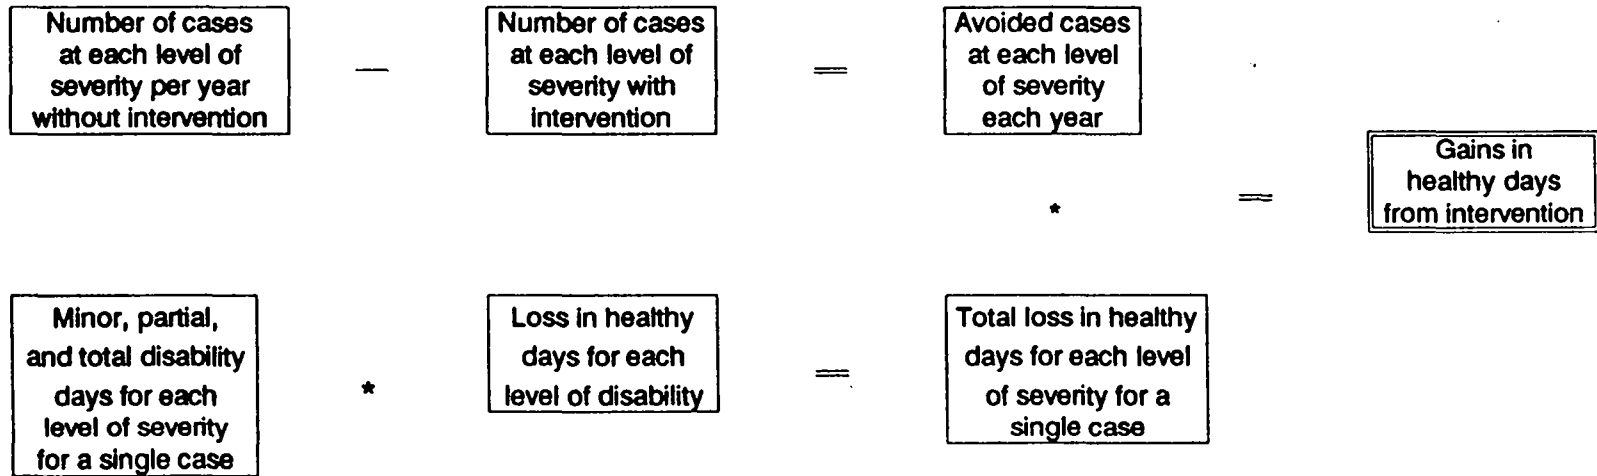 Number of cases
at each level of
severity per year
without intervention
—
Number of cases
at each level of
severity with
intervention
=
Avoided cases
at each level
of severity
each year
*
=
Gains in
healthy days
from intervention
Minor, partial,
and total disability
days for each
level of severity
for a single case
*
Loss in healthy
days for each
level of disability
=
Total loss in healthy
days for each level
of severity for a
single case